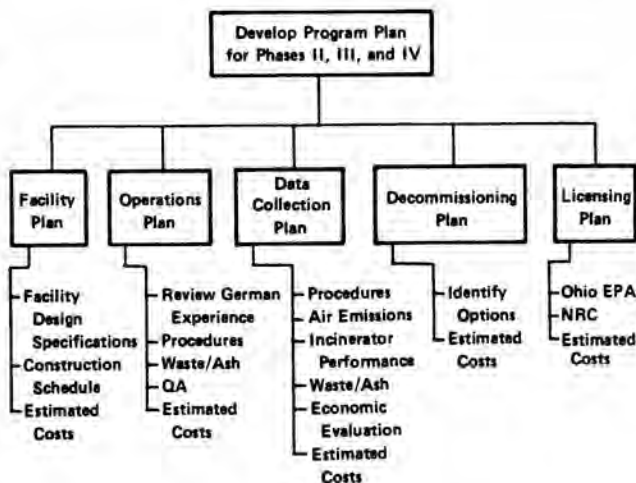 Develop Program Plan
for Phases II, III, and IV
Facility
Plan
Operations
Plan
Data
Collection
Plan
Decommissioning
Plan
Licensing
Plan
Facility
Design
Specifications
Construction
Schedule
Estimated
Costs
Review German
Experience
Procedures
Waste/Ash
QA
Estimated
Costs
Procedures
Air Emissions
Incinerator
Performance
Waste/Ash
Economic
Evaluation
Estimated
Costs
Identify
Options
Estimated
Costs
Ohio EPA
NRC
Estimated
Costs